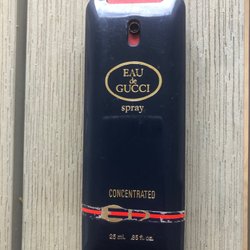 EAU
de
GUCCI
spray
CONCENTRATED
25 ml. .85 fl. oz.